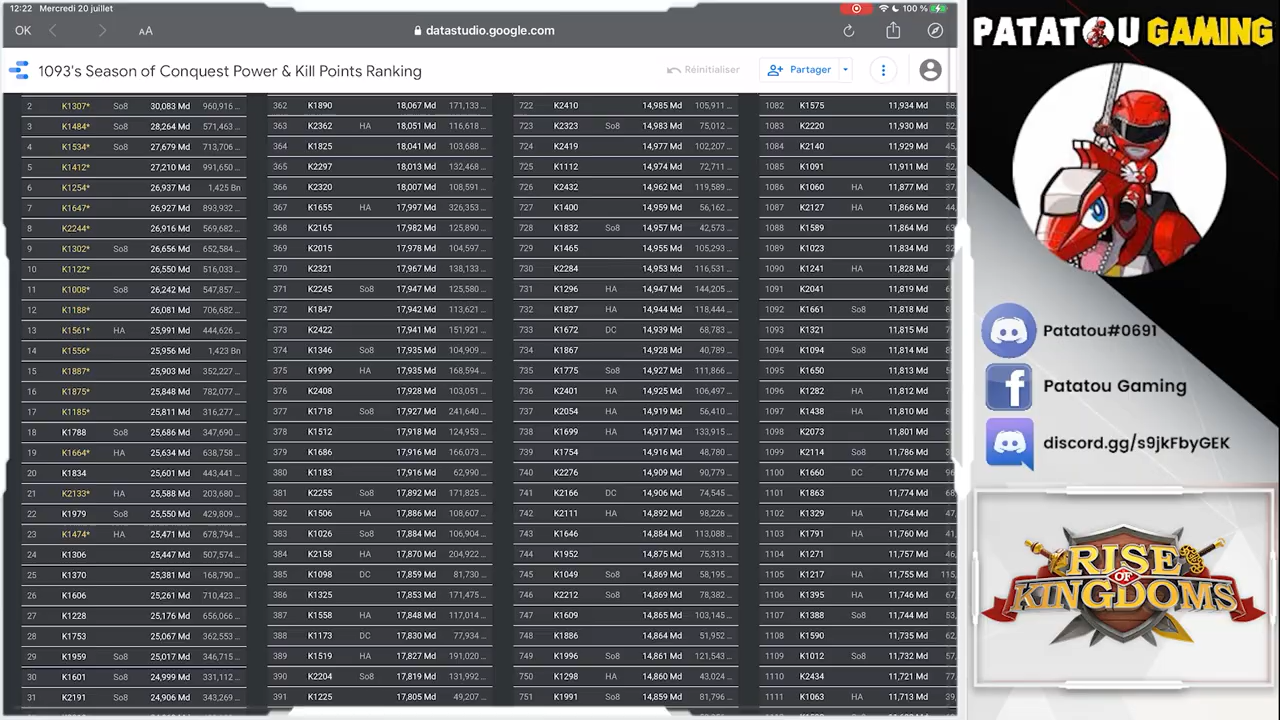 12:22 Mercredi 20 juillet 100 %
OK AA datastudio.google.com
1093's Season of Conquest Power & Kill Points Ranking Réinitialiser Partager
2 K1307* So8 30,083 Md 960,916 ... 362 K1890 18,067 Md 171,133 ... 722 K2410 14,985 Md 105,911 ... 1082 K1575 11,934 Md 58,
3 K1484* So8 28,264 Md 571,463 ... 363 K2362 HA 18,051 Md 116,618 ... 723 K2323 So8 14,983 Md 75,012 ... 1083 K2220 11,930 Md
4 K1534* So8 27,679 Md 713,706 ... 364 K1825 18,041 Md 103,688 ... 724 K2419 14,977 Md 102,207 ... 1084 K2140 11,929 Md
5 K1412* 27,210 Md 991,650 ... 365 K2297 18,013 Md 132,468 ... 725 K1112 14,974 Md 72,711 ... 1085 K1091 11,911 Md
6 K1254* 26,937 Md 1,425 Bn 366 K2320 18,007 Md 108,591 ... 726 K2432 14,962 Md 119,589 ... 1086 K1060 HA 11,877 Md
7 K1647* 26,927 Md 893,932 ... 367 K1655 17,997 Md 326,353 ... 727 K1400 14,959 Md 56,162 ... 1087 K2127 HA 11,866 Md
8 K2244* 26,916 Md 569,682 ... 368 K2165 17,982 Md 125,890 ... 728 K1832 So8 14,957 Md 42,573 ... 1088 K1589 11,864 Md
9 K1302* So8 26,656 Md 652,584 ... 369 K2015 17,978 Md 104,597 ... 729 K1465 14,955 Md 105,293 ... 1089 K1023 11,834 Md
10 K1122* 26,550 Md 516,033 ... 370 K2321 17,967 Md 138,133 ... 730 K2284 14,953 Md 116,531 ... 1090 K1241 HA 11,828 Md
11 K1008* So8 26,242 Md 547,857 ... 371 K2245 So8 17,947 Md 125,580 ... 731 K1296 HA 14,947 Md 144,205 ... 1091 K2041 11,819 Md
12 K1188* 26,081 Md 706,682 ... 372 K1847 17,942 Md 113,621 ... 732 K1827 HA 14,944 Md 118,444 ... 1092 K1661 So8 11,818 Md
13 K1561* HA 25,991 Md 444,626 ... 373 K2422 17,941 Md 151,921 ... 733 K1672 DC 14,939 Md 68,783 ... 1093 K1321 11,815 Md
14 K1556* 25,956 Md 1,423 Bn 374 K1346 So8 17,935 Md 104,909 ... 734 K1867 14,928 Md 40,789 ... 1094 K1094 So8 11,814 Md
15 K1887* 25,903 Md 352,227 ... 375 K1999 HA 17,935 Md 168,594 ... 735 K1775 So8 14,927 Md 111,866 ... 1095 K1650 11,813 Md
16 K1875* 25,848 Md 782,077 ... 376 K2408 17,928 Md 103,051 ... 736 K2401 HA 14,925 Md 106,497 ... 1096 K1282 HA 11,812 Md
17 K1185* 25,811 Md 316,277 ... 377 K1718 So8 17,927 Md 241,640 ... 737 K2054 HA 14,919 Md 56,410 ... 1097 K1438 HA 11,810 Md
18 K1788 So8 25,686 Md 347,690 ... 378 K1512 17,918 Md 124,953 ... 738 K1699 HA 14,917 Md 133,915 ... 1098 K2073 11,801 Md
19 K1664* So8 25,634 Md 638,758 ... 379 K1686 17,916 Md 166,073 ... 739 K1754 14,916 Md 48,780 ... 1099 K2114 So8 11,786 Md
20 K1834 25,601 Md 443,441 ... 380 K1183 17,916 Md 62,990 ... 740 K2276 14,909 Md 90,779 ... 1100 K1660 DC 11,776 Md
21 K2133* HA 25,588 Md 203,680 ... 381 K2255 So8 17,892 Md 171,825 ... 741 K2166 DC 14,906 Md 74,545 ... 1101 K1863 11,774 Md
22 K1979 So8 25,550 Md 429,809 ... 382 K1506 HA 17,886 Md 108,607 ... 742 K2111 HA 14,892 Md 98,226 ... 1102 K1329 HA 11,764 Md
23 K1474* HA 25,471 Md 678,794 ... 383 K1026 So8 17,884 Md 106,904 ... 743 K1646 14,884 Md 113,088 ... 1103 K1791 HA 11,760 Md
24 K1306 25,447 Md 507,574 ... 384 K2158 HA 17,870 Md 204,922 ... 744 K1952 14,875 Md 75,313 ... 1104 K1271 11,757 Md
25 K1370 25,381 Md 168,790 ... 385 K1098 DC 17,859 Md 81,730 ... 745 K1049 So8 14,869 Md 58,195 ... 1105 K1217 HA 11,755 Md 115,
26 K1606 25,261 Md 710,423 ... 386 K1325 17,853 Md 171,475 ... 746 K2212 So8 14,869 Md 78,382 ... 1106 K1395 HA 11,746 Md
27 K1228 25,176 Md 656,066 ... 387 K1558 HA 17,848 Md 117,014 ... 747 K1609 14,865 Md 103,145 ... 1107 K1388 So8 11,744 Md
28 K1753 25,067 Md 362,553 ... 388 K1173 DC 17,830 Md 77,934 ... 748 K1886 14,864 Md 51,952 ... 1108 K1590 11,735 Md
29 K1959 So8 25,017 Md 346,715 ... 389 K1519 HA 17,827 Md 191,020 ... 749 K1996 So8 14,861 Md 121,543 ... 1109 K1012 So8 11,732 Md
30 K1601 So8 24,999 Md 331,112 ... 390 K2204 So8 17,819 Md 131,992 ... 750 K1298 HA 14,860 Md 43,024 ... 1110 K2434 11,721 Md
31 K2191 So8 24,906 Md 343,269 ... 391 K1225 17,805 Md 49,207 ... 751 K1991 So8 14,859 Md 81,796 ... 1111 K1063 HA 11,713 Md
PATATOU GAMING
Patatou#0691
Patatou Gaming
discord.gg/s9jkFbyGEK
RISE
OF
KINGDOMS